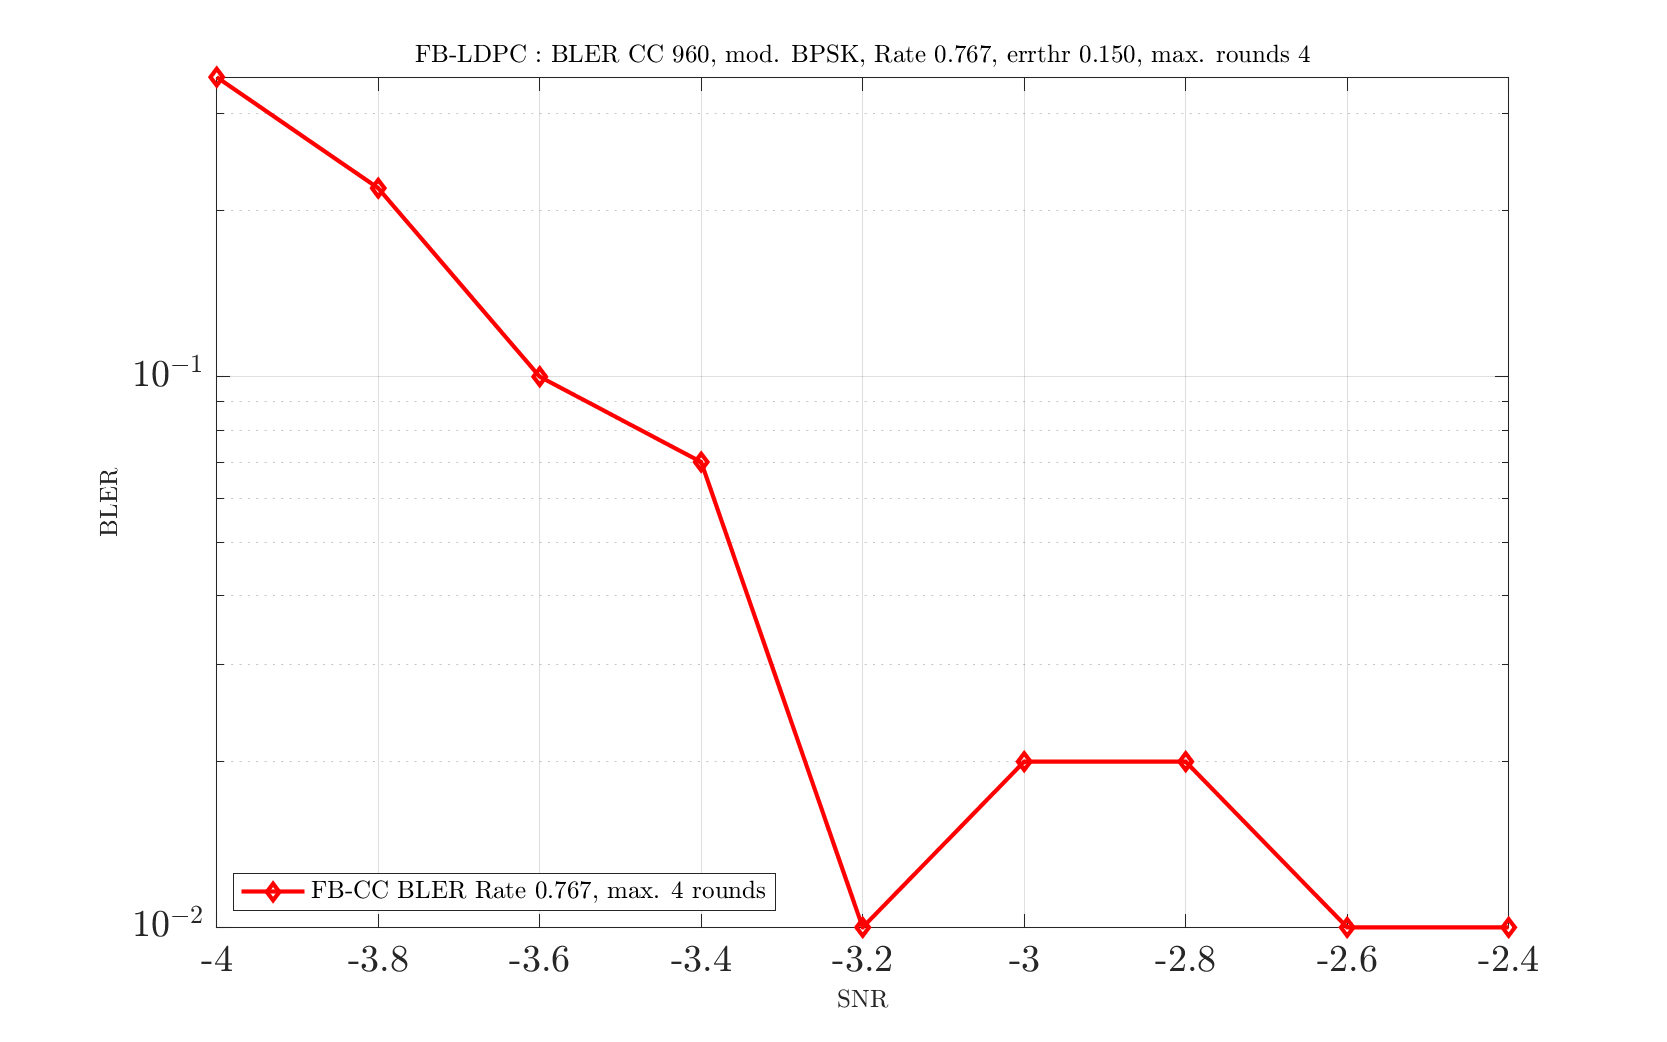 FB-LDPC : BLER CC 960, mod. BPSK, Rate 0.767, errthr 0.150, max. rounds 4
10⁻¹
BLER
FB-CC BLER Rate 0.767, max. 4 rounds
10⁻²
-4 -3.8 -3.6 -3.4 -3.2 -3 -2.8 -2.6 -2.4
SNR